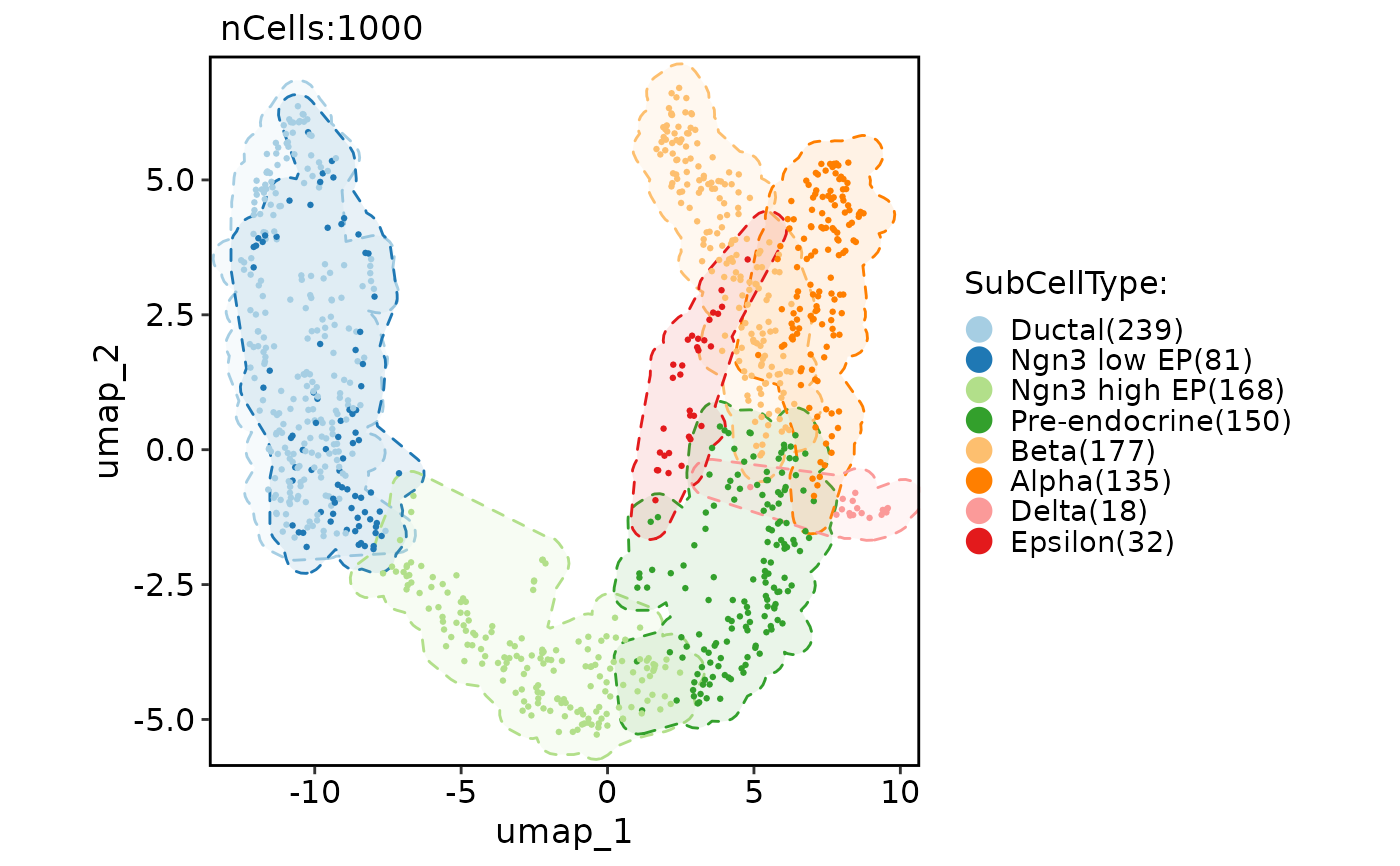 nCells:1000
5.0
2.5
0.0
-2.5
-5.0
umap_2
-10
-5
0
5
10
umap_1
SubCellType:
Ductal(239)
Ngn3 low EP(81)
Ngn3 high EP(168)
Pre-endocrine(150)
Beta(177)
Alpha(135)
Delta(18)
Epsilon(32)